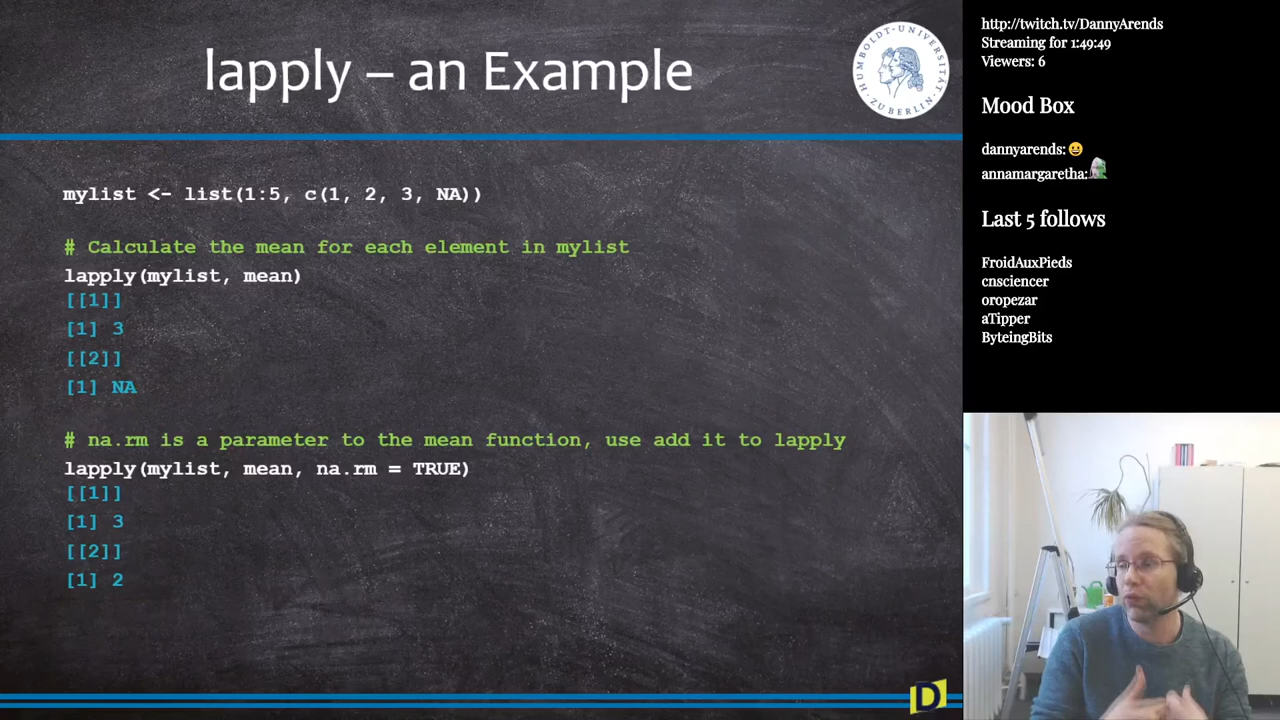 lapply – an Example
HUMBOLDT-UNIVERSITÄT ZU BERLIN
mylist <- list(1:5, c(1, 2, 3, NA))
# Calculate the mean for each element in mylist
lapply(mylist, mean)
[[1]]
[1] 3
[[2]]
[1] NA
# na.rm is a parameter to the mean function, use add it to lapply
lapply(mylist, mean, na.rm = TRUE)
[[1]]
[1] 3
[[2]]
[1] 2
D
http://twitch.tv/DannyArends
Streaming for 1:49:49
Viewers: 6
Mood Box
dannyarends:
annamargaretha:
Last 5 follows
FroidAuxPieds
cnsciencer
oropezar
aTipper
ByteingBits